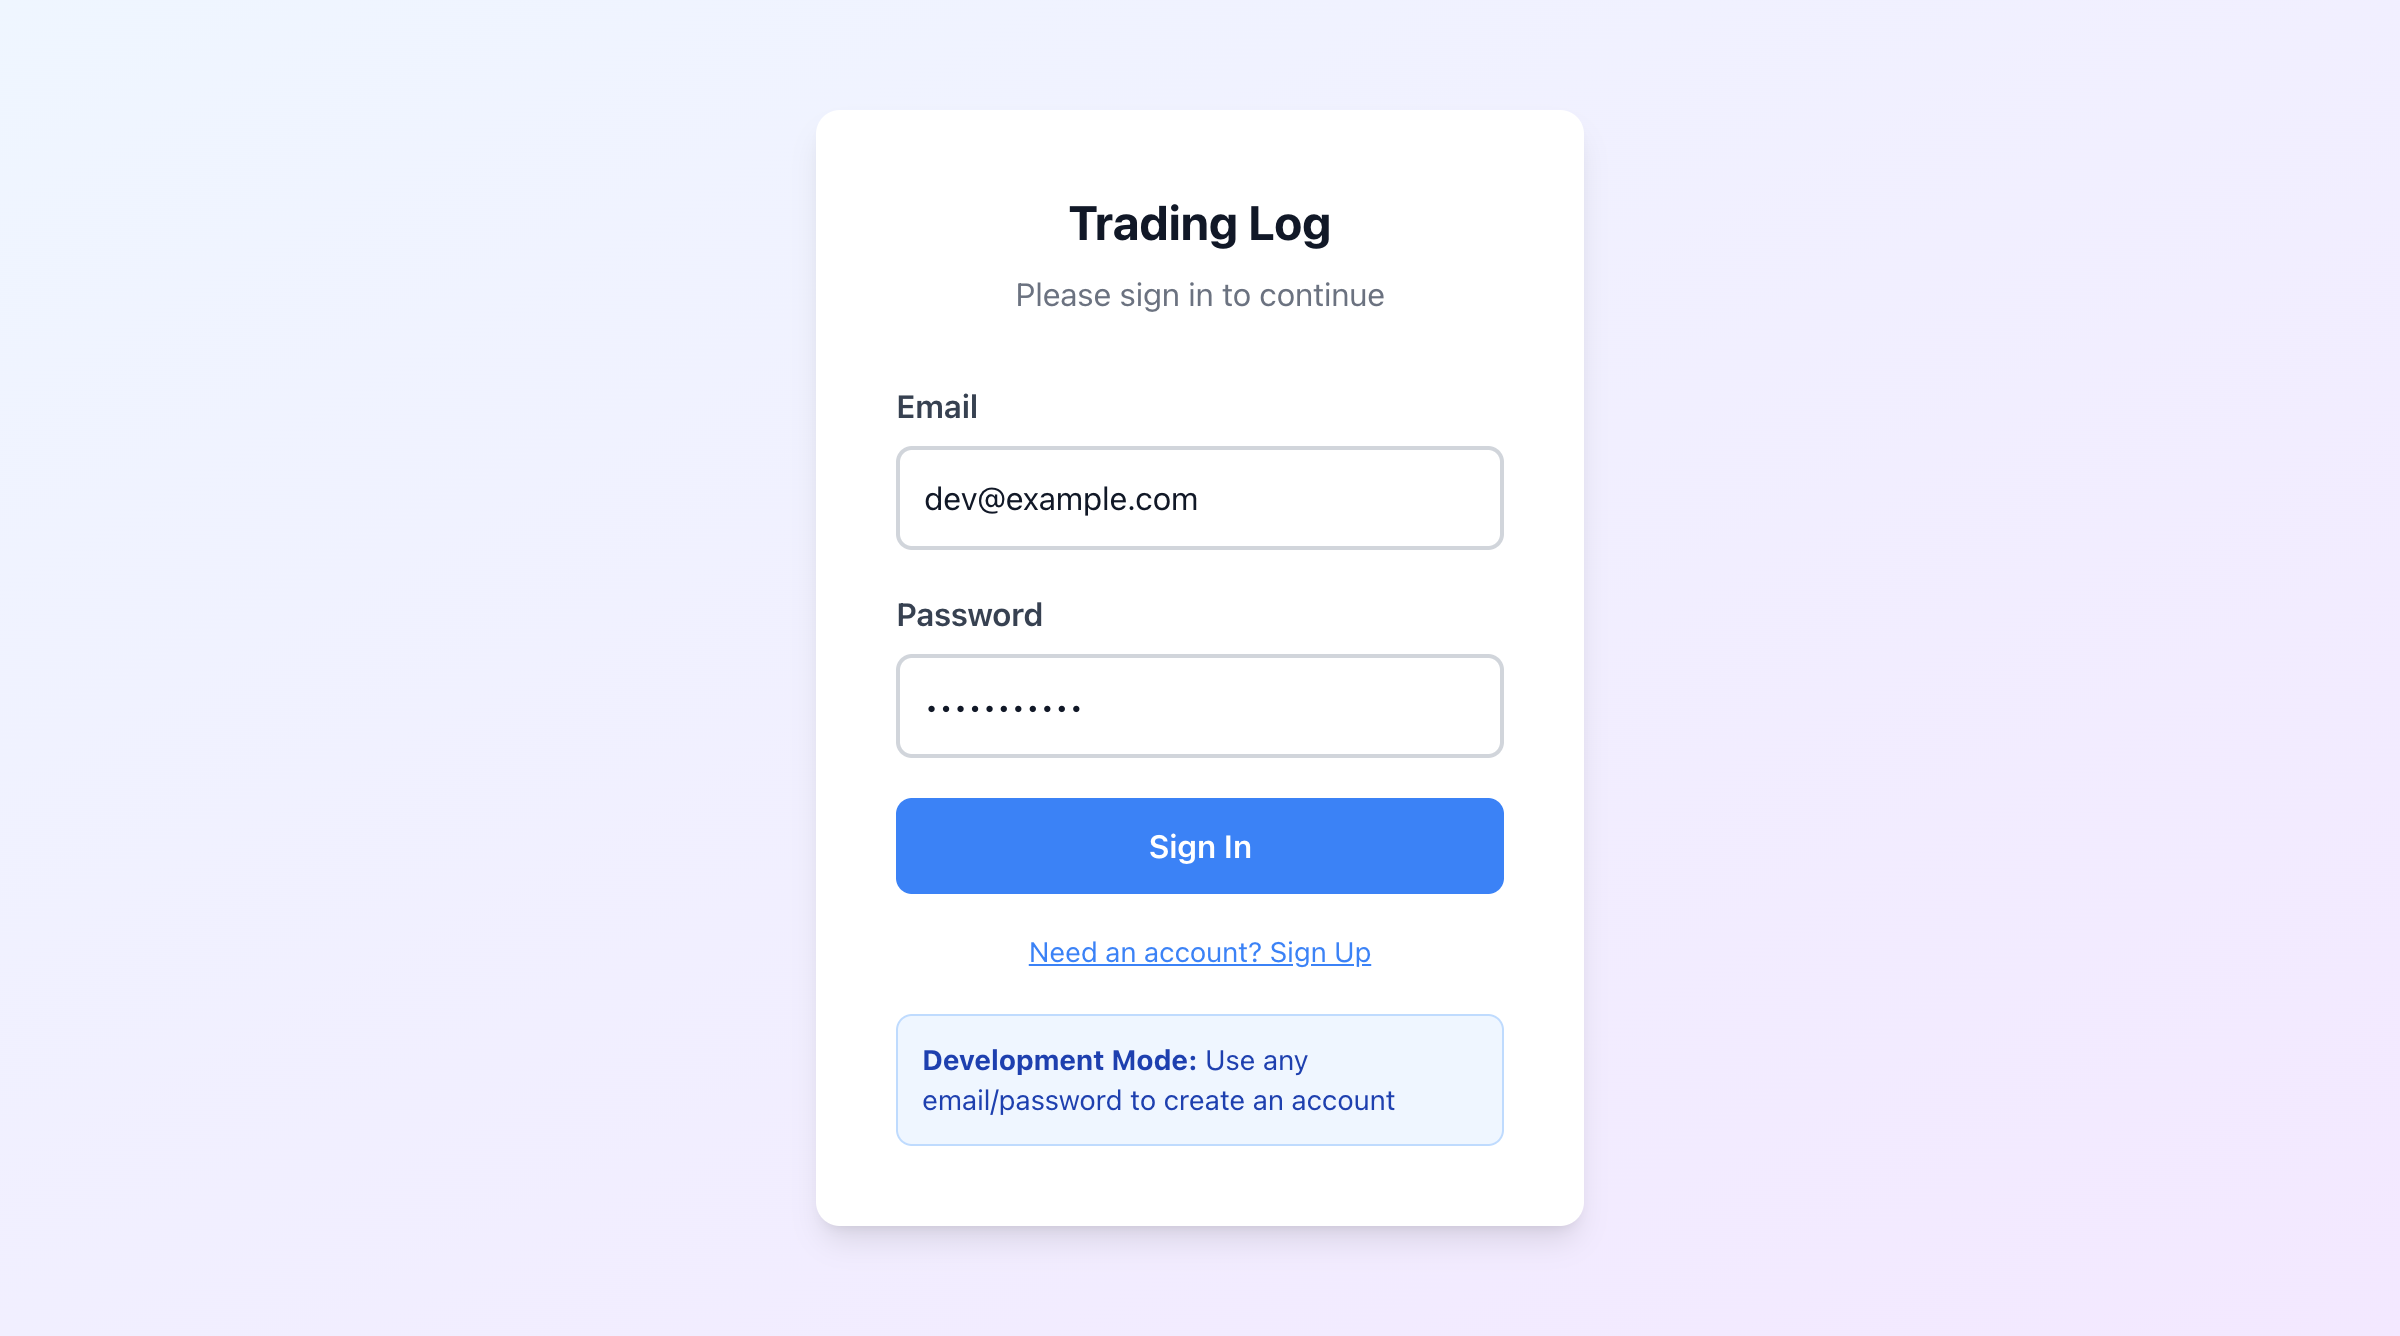 Trading Log
Please sign in to continue
Email
dev@example.com
Password
•••••••••••
Sign In
Need an account? Sign Up
Development Mode: Use any
email/password to create an account